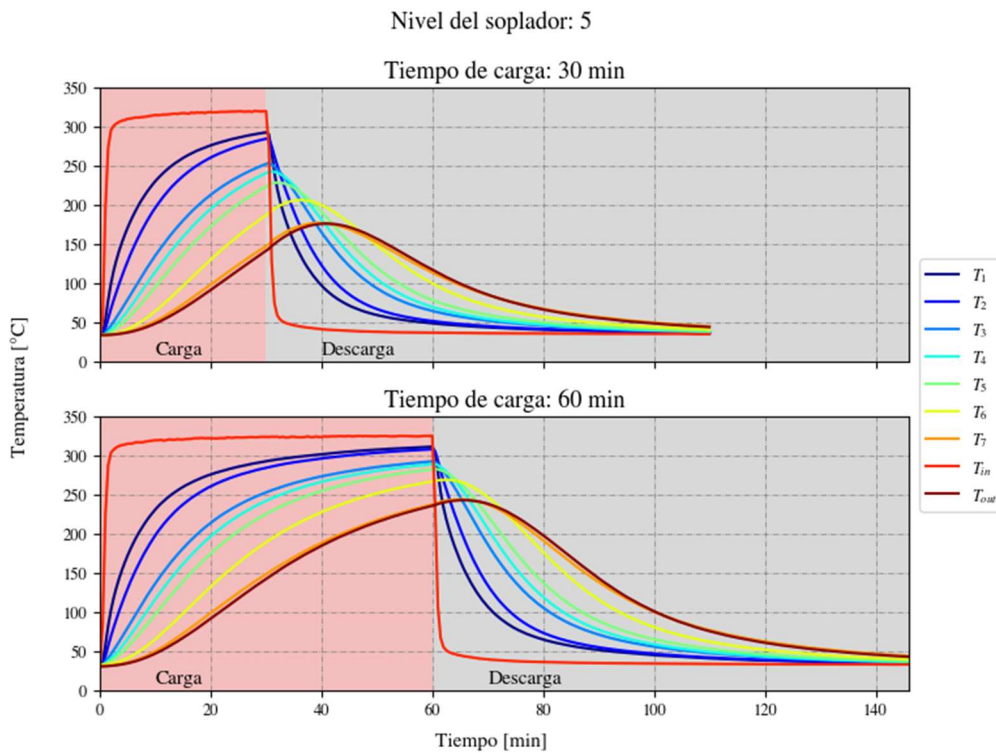 Nivel del soplador: 5
Tiempo de carga: 30 min
350
300
250
200
150
100
50
0
Carga
Descarga
Temperatura [°C]
Tiempo de carga: 60 min
350
300
250
200
150
100
50
0
Carga
Descarga
0 20 40 60 80 100 120 140
Tiempo [min]
T1
T2
T3
T4
T5
T6
T7
Tin
Tout